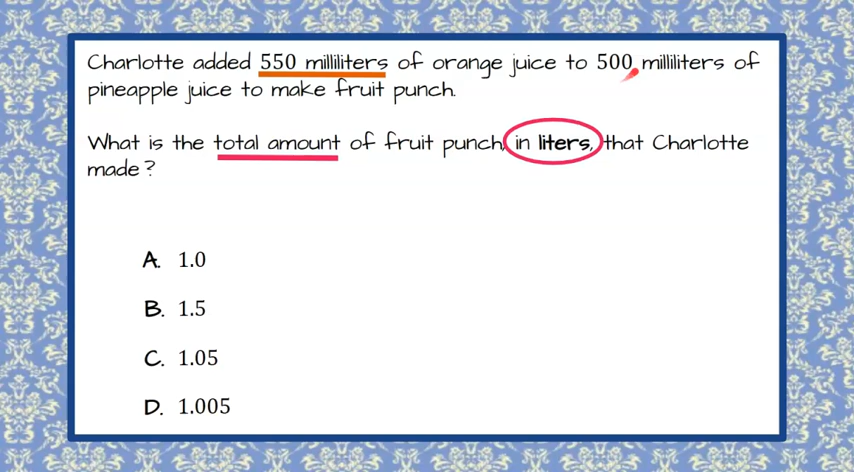 Charlotte added 550 milliliters of orange juice to 500 milliliters of
pineapple juice to make fruit punch.
What is the total amount of fruit punch, in liters, that Charlotte
made?
A. 1.0
B. 1.5
C. 1.05
D. 1.005